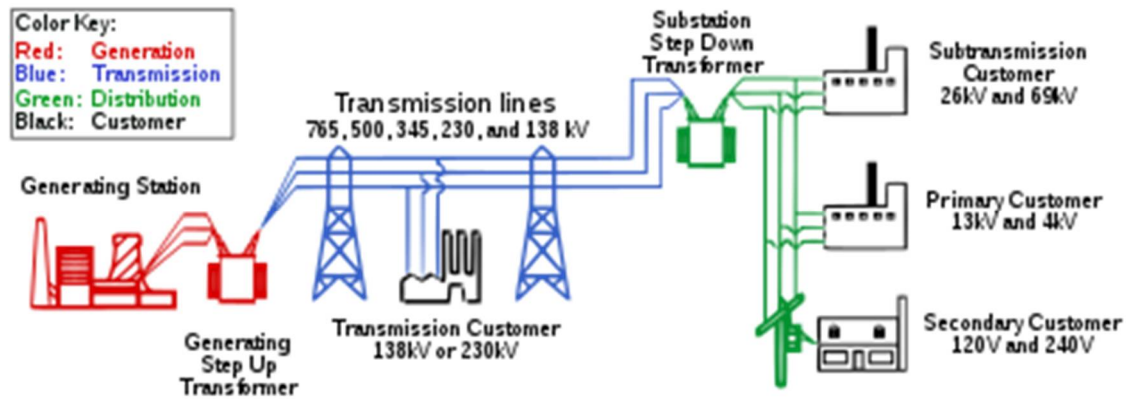 Color Key:
Red: Generation
Blue: Transmission
Green: Distribution
Black: Customer
Substation
Step Down
Transformer
Subtransmission
Customer
26kV and 69kV
Transmission lines
765, 500, 345, 230, and 138 kV
Generating Station
Primary Customer
13kV and 4kV
Transmission Customer
138kV or 230kV
Secondary Customer
120V and 240V
Generating
Step Up
Transformer